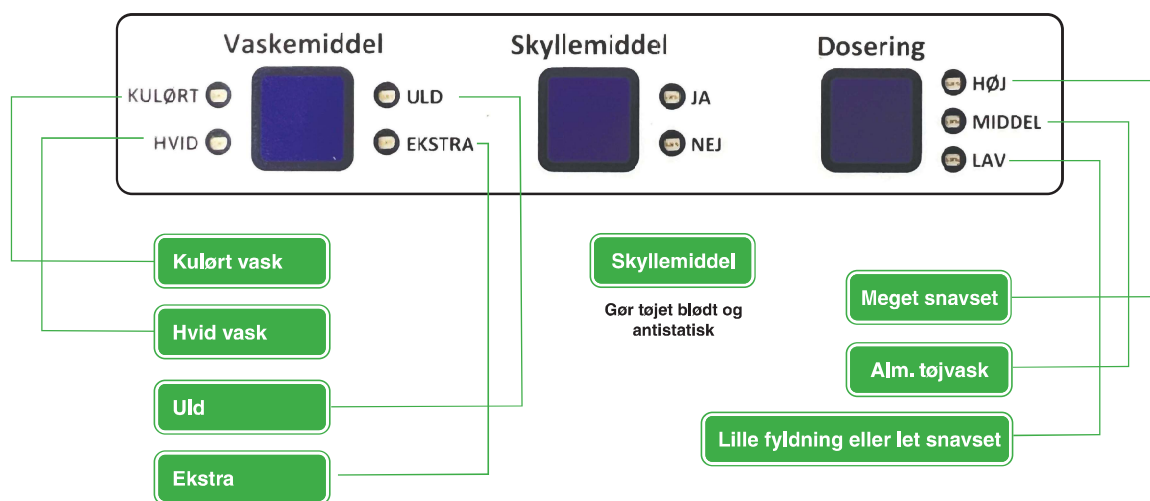 Vaskemiddel
KULØRT
HVID
ULD
EKSTRA
Skyllemiddel
JA
NEJ
Dosering
HØJ
MIDDEL
LAV
Kulørt vask
Hvid vask
Uld
Ekstra
Skyllemiddel
Gør tøjet blødt og
antistatisk
Meget snavset
Alm. tøjvask
Lille fyldning eller let snavset